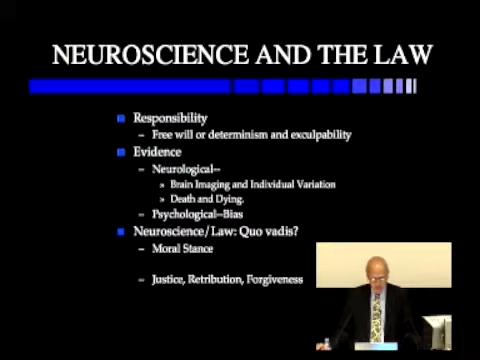 NEUROSCIENCE AND THE LAW
Responsibility
– Free will or determinism and exculpability
Evidence
– Neurological--
» Brain Imaging and Individual Variation
» Death and Dying.
– Psychological--Bias
Neuroscience/Law: Quo vadis?
– Moral Stance
– Justice, Retribution, Forgiveness